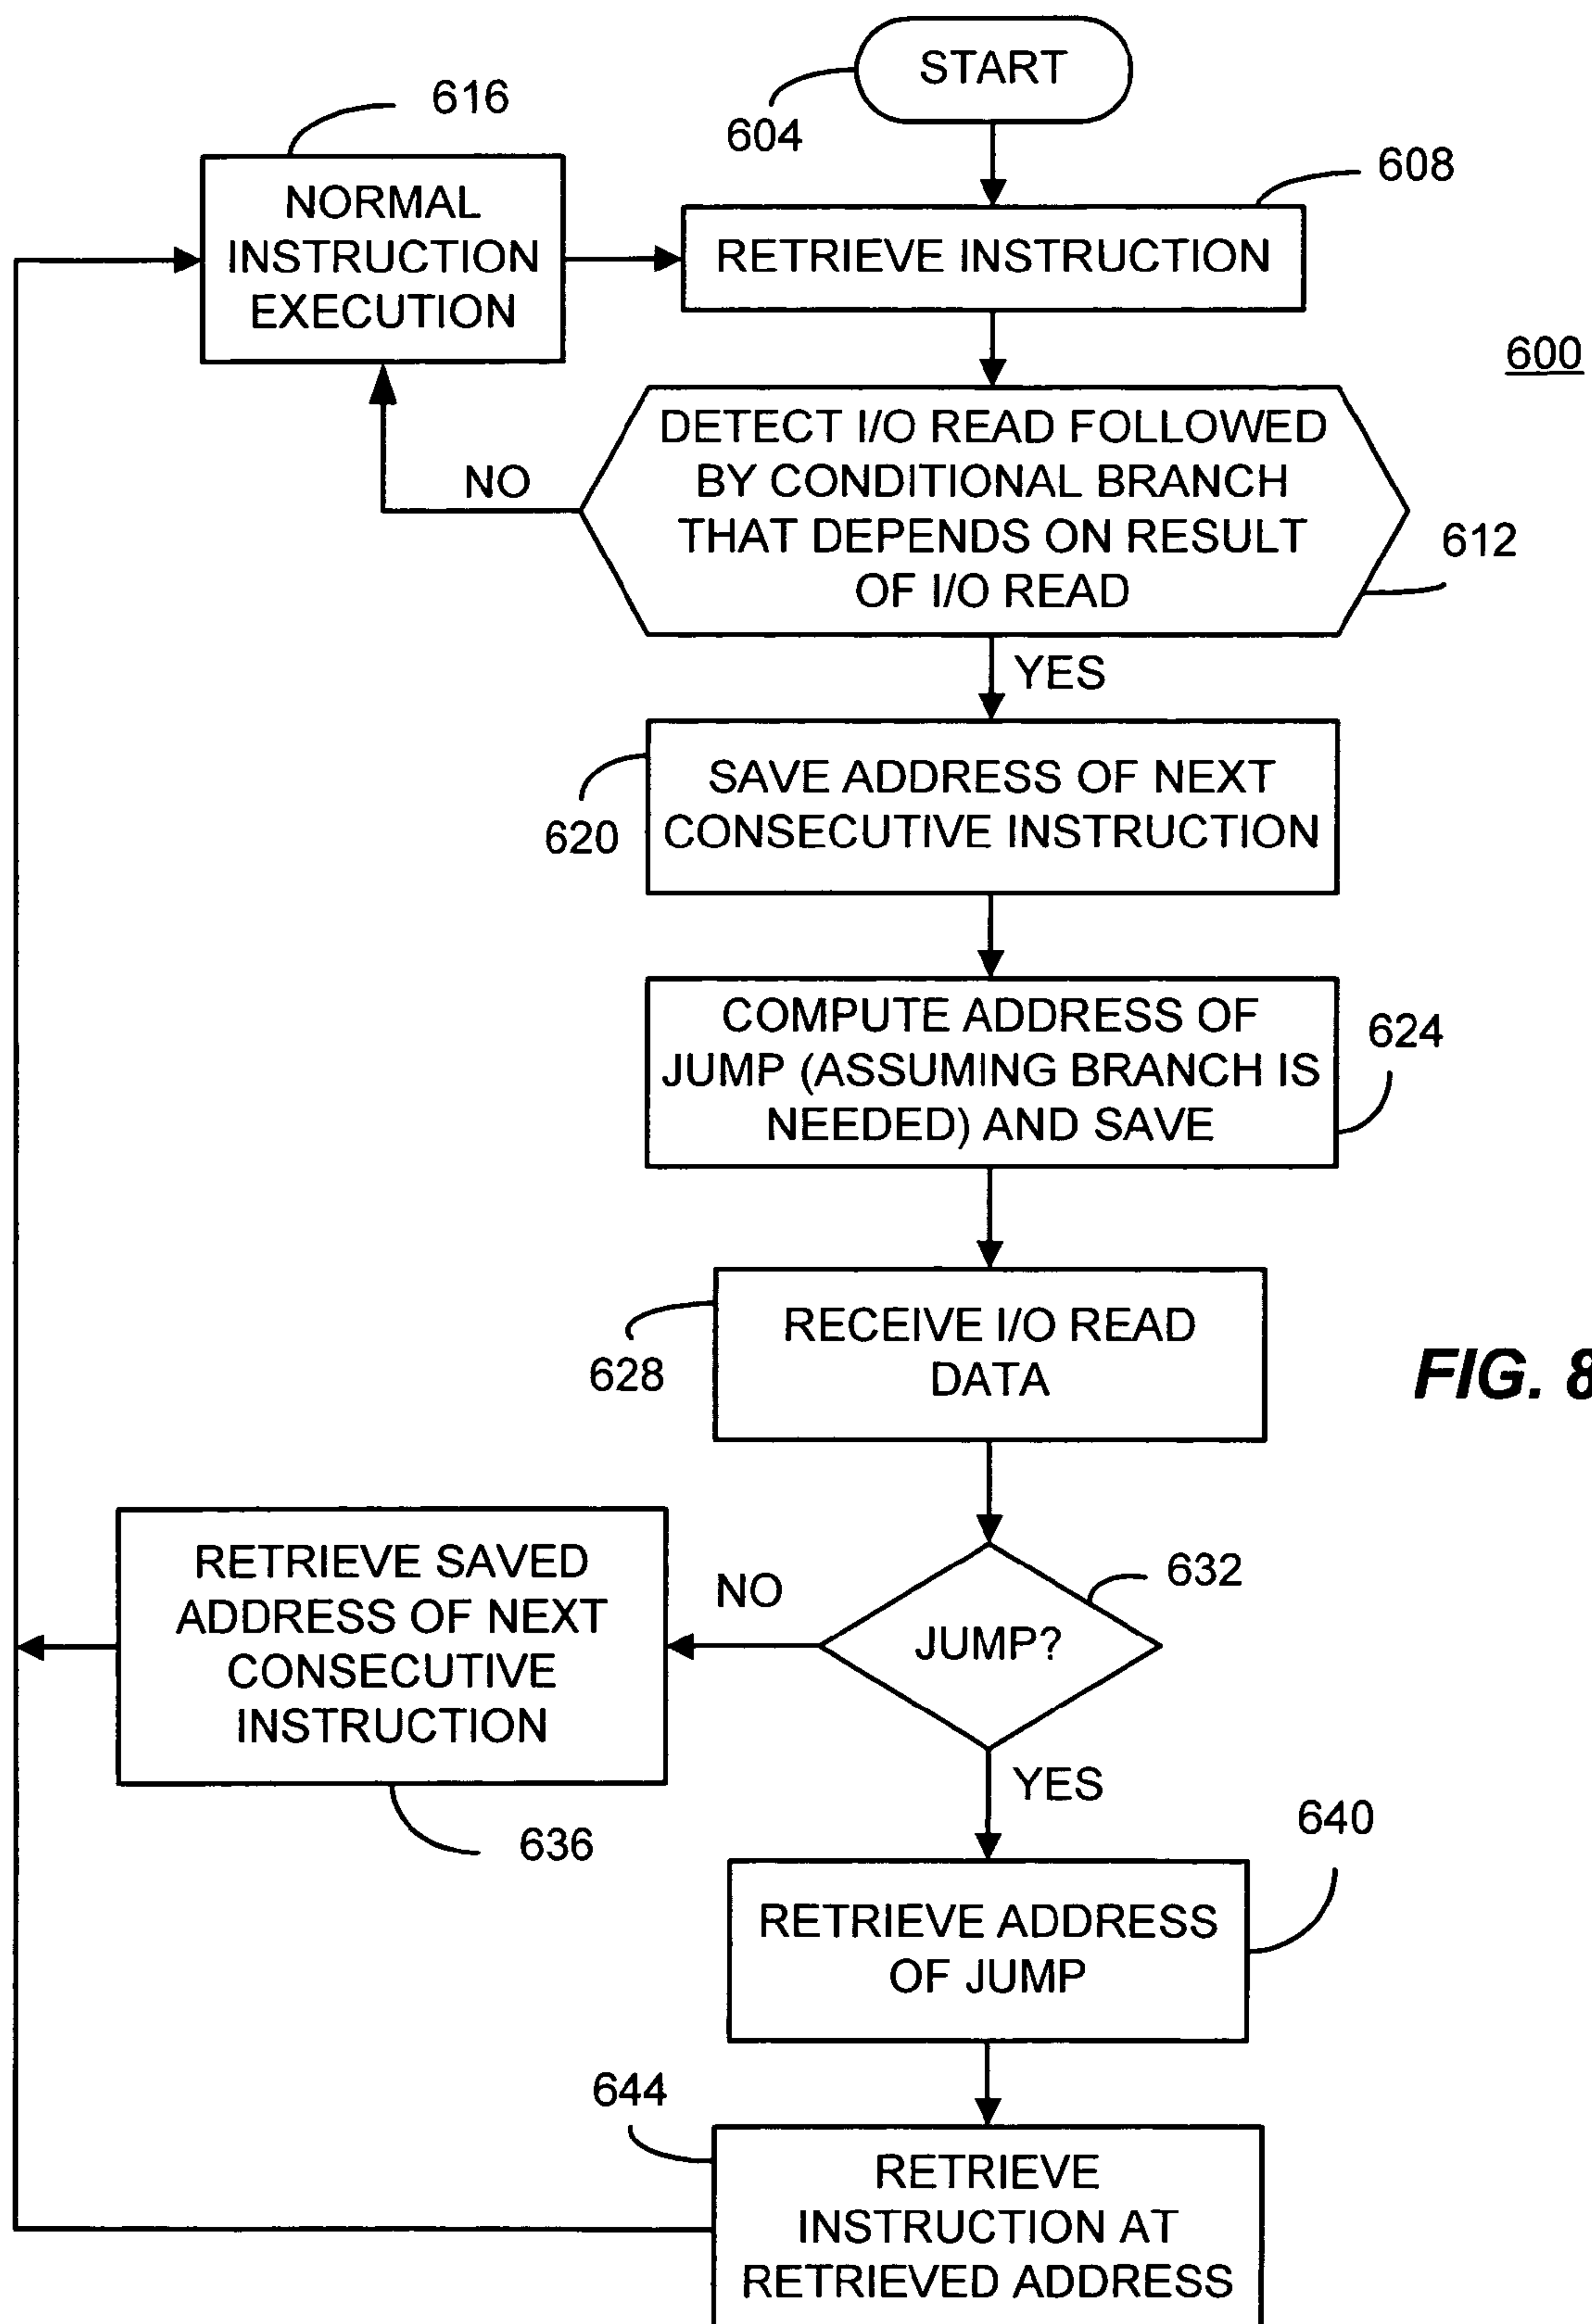 START
604
616
NORMAL
INSTRUCTION
EXECUTION
608
RETRIEVE INSTRUCTION
600
DETECT I/O READ FOLLOWED
BY CONDITIONAL BRANCH
THAT DEPENDS ON RESULT
OF I/O READ
NO
612
YES
SAVE ADDRESS OF NEXT
CONSECUTIVE INSTRUCTION
620
COMPUTE ADDRESS OF
JUMP (ASSUMING BRANCH IS
NEEDED) AND SAVE
624
RECEIVE I/O READ
DATA
628
FIG. 8
JUMP?
632
NO
RETRIEVE SAVED
ADDRESS OF NEXT
CONSECUTIVE
INSTRUCTION
636
YES
640
RETRIEVE ADDRESS
OF JUMP
644
RETRIEVE
INSTRUCTION AT
RETRIEVED ADDRESS